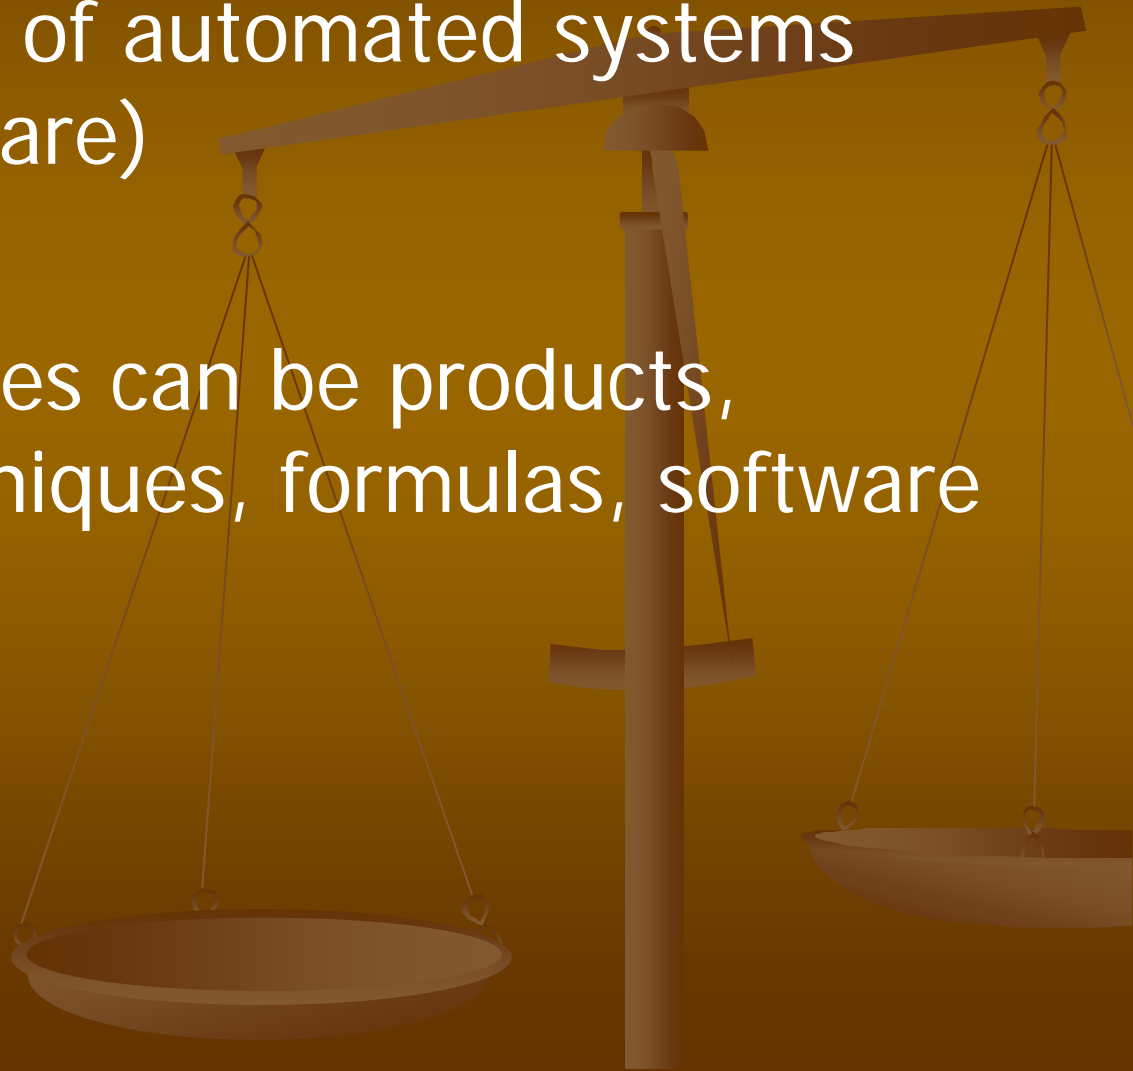 of automated systems
are)
es can be products,
niques, formulas, software